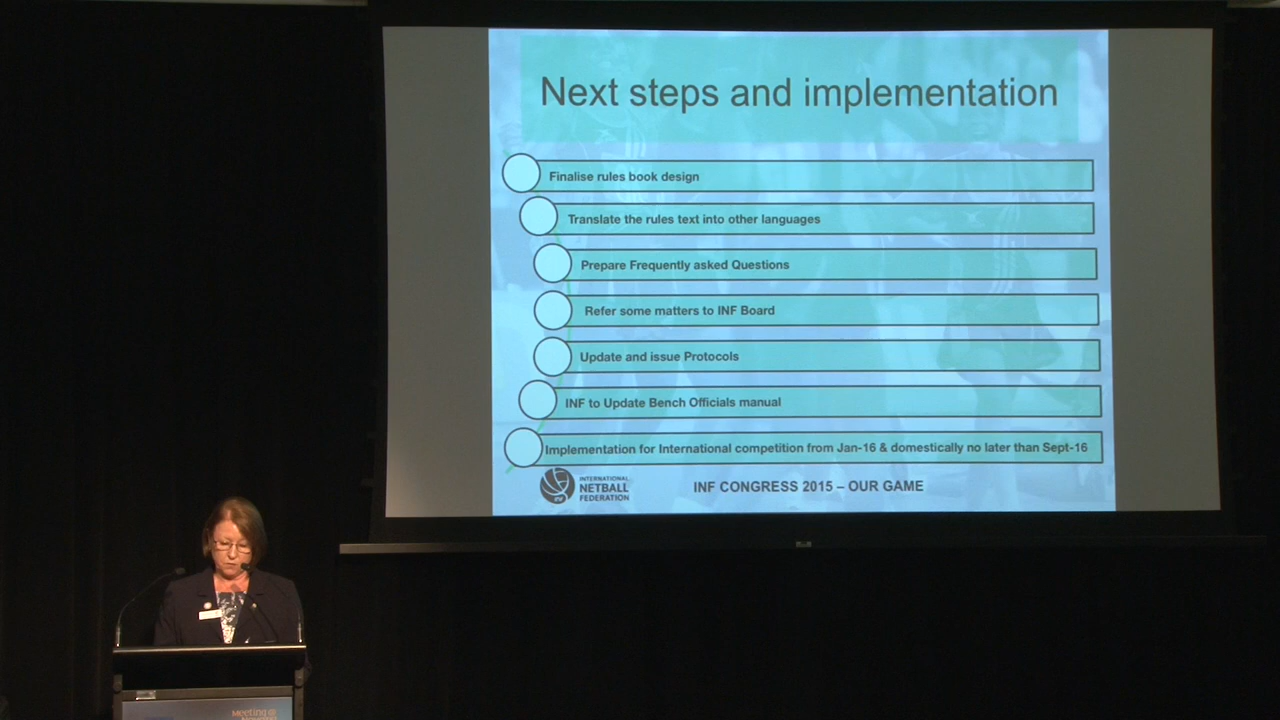 Next steps and implementation
Finalise rules book design
Translate the rules text into other languages
Prepare Frequently asked Questions
Refer some matters to INF Board
Update and issue Protocols
INF to Update Bench Officials manual
Implementation for International competition from Jan-16 & domestically no later than Sept-16
INTERNATIONAL
NETBALL
FEDERATION
INF CONGRESS 2015 – OUR GAME
Meeting @